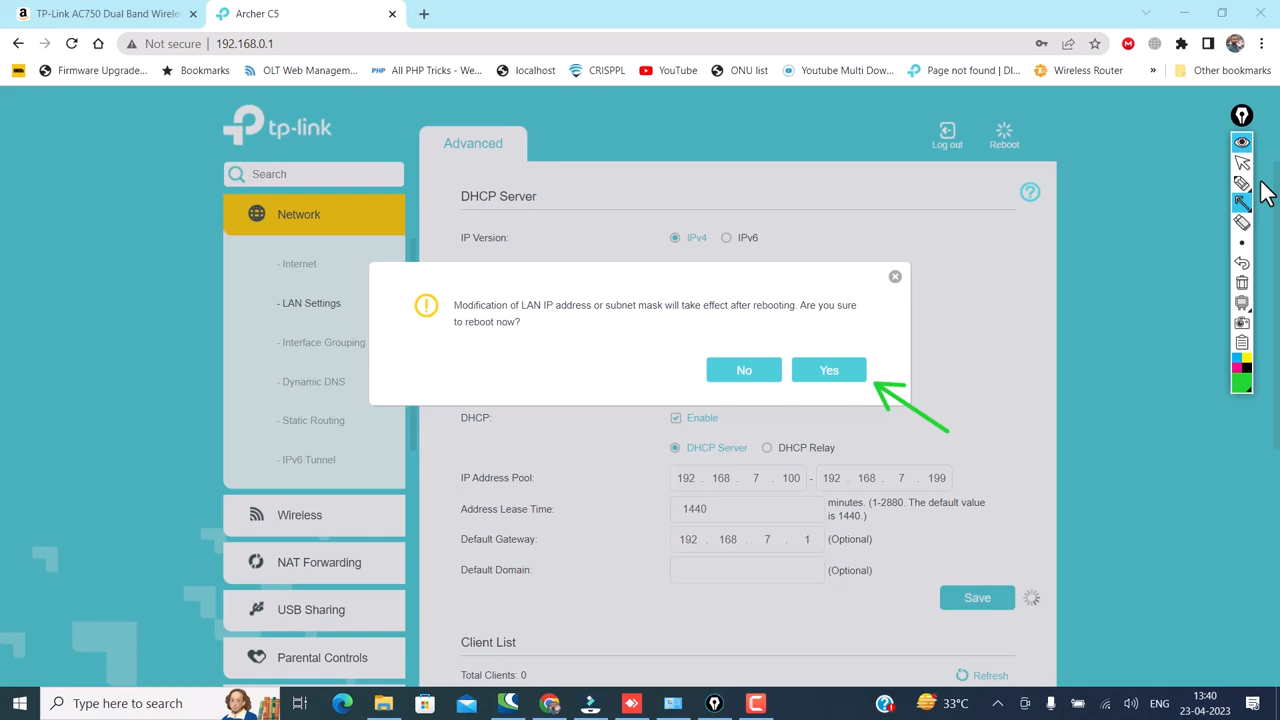 TP-Link AC750 Dual Band Wirele
Archer C5
Not secure
192.168.0.1
Firmware Upgrade...
Bookmarks
OLT Web Managem...
PHP
All PHP Tricks - We...
localhost
CRISPPL
YouTube
ONU list
Youtube Multi Dow...
Page not found | DI...
Wireless Router
»
Other bookmarks
tp-link
Advanced
Log out
Reboot
Search
DHCP Server
Network
IP Version:
IPv4
IPv6
- Internet
- LAN Settings
- Interface Grouping
- Dynamic DNS
- Static Routing
- IPv6 Tunnel
Modification of LAN IP address or subnet mask will take effect after rebooting. Are you sure
to reboot now?
No
Yes
DHCP:
Enable
DHCP Server
DHCP Relay
IP Address Pool:
192 . 168 . 7 . 100 - 192 . 168 . 7 . 199
Address Lease Time:
1440
minutes. (1-2880. The default value
is 1440.)
Default Gateway:
192 . 168 . 7 . 1
(Optional)
Default Domain:
(Optional)
Save
Wireless
NAT Forwarding
USB Sharing
Parental Controls
Client List
Total Clients: 0
Refresh
Type here to search
33°C
ENG
13:40
23-04-2023